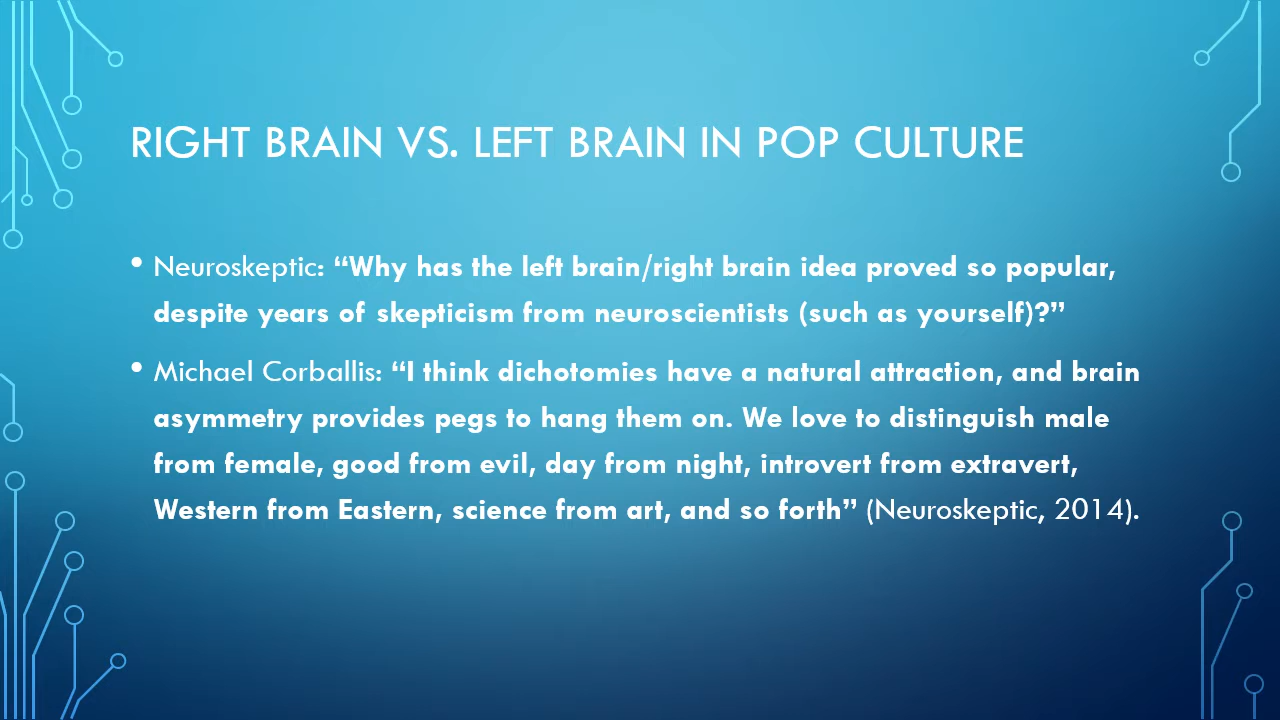 RIGHT BRAIN VS. LEFT BRAIN IN POP CULTURE
• Neuroskeptic: “Why has the left brain/right brain idea proved so popular,
despite years of skepticism from neuroscientists (such as yourself)?”
• Michael Corballis: “I think dichotomies have a natural attraction, and brain
asymmetry provides pegs to hang them on. We love to distinguish male
from female, good from evil, day from night, introvert from extravert,
Western from Eastern, science from art, and so forth” (Neuroskeptic, 2014).